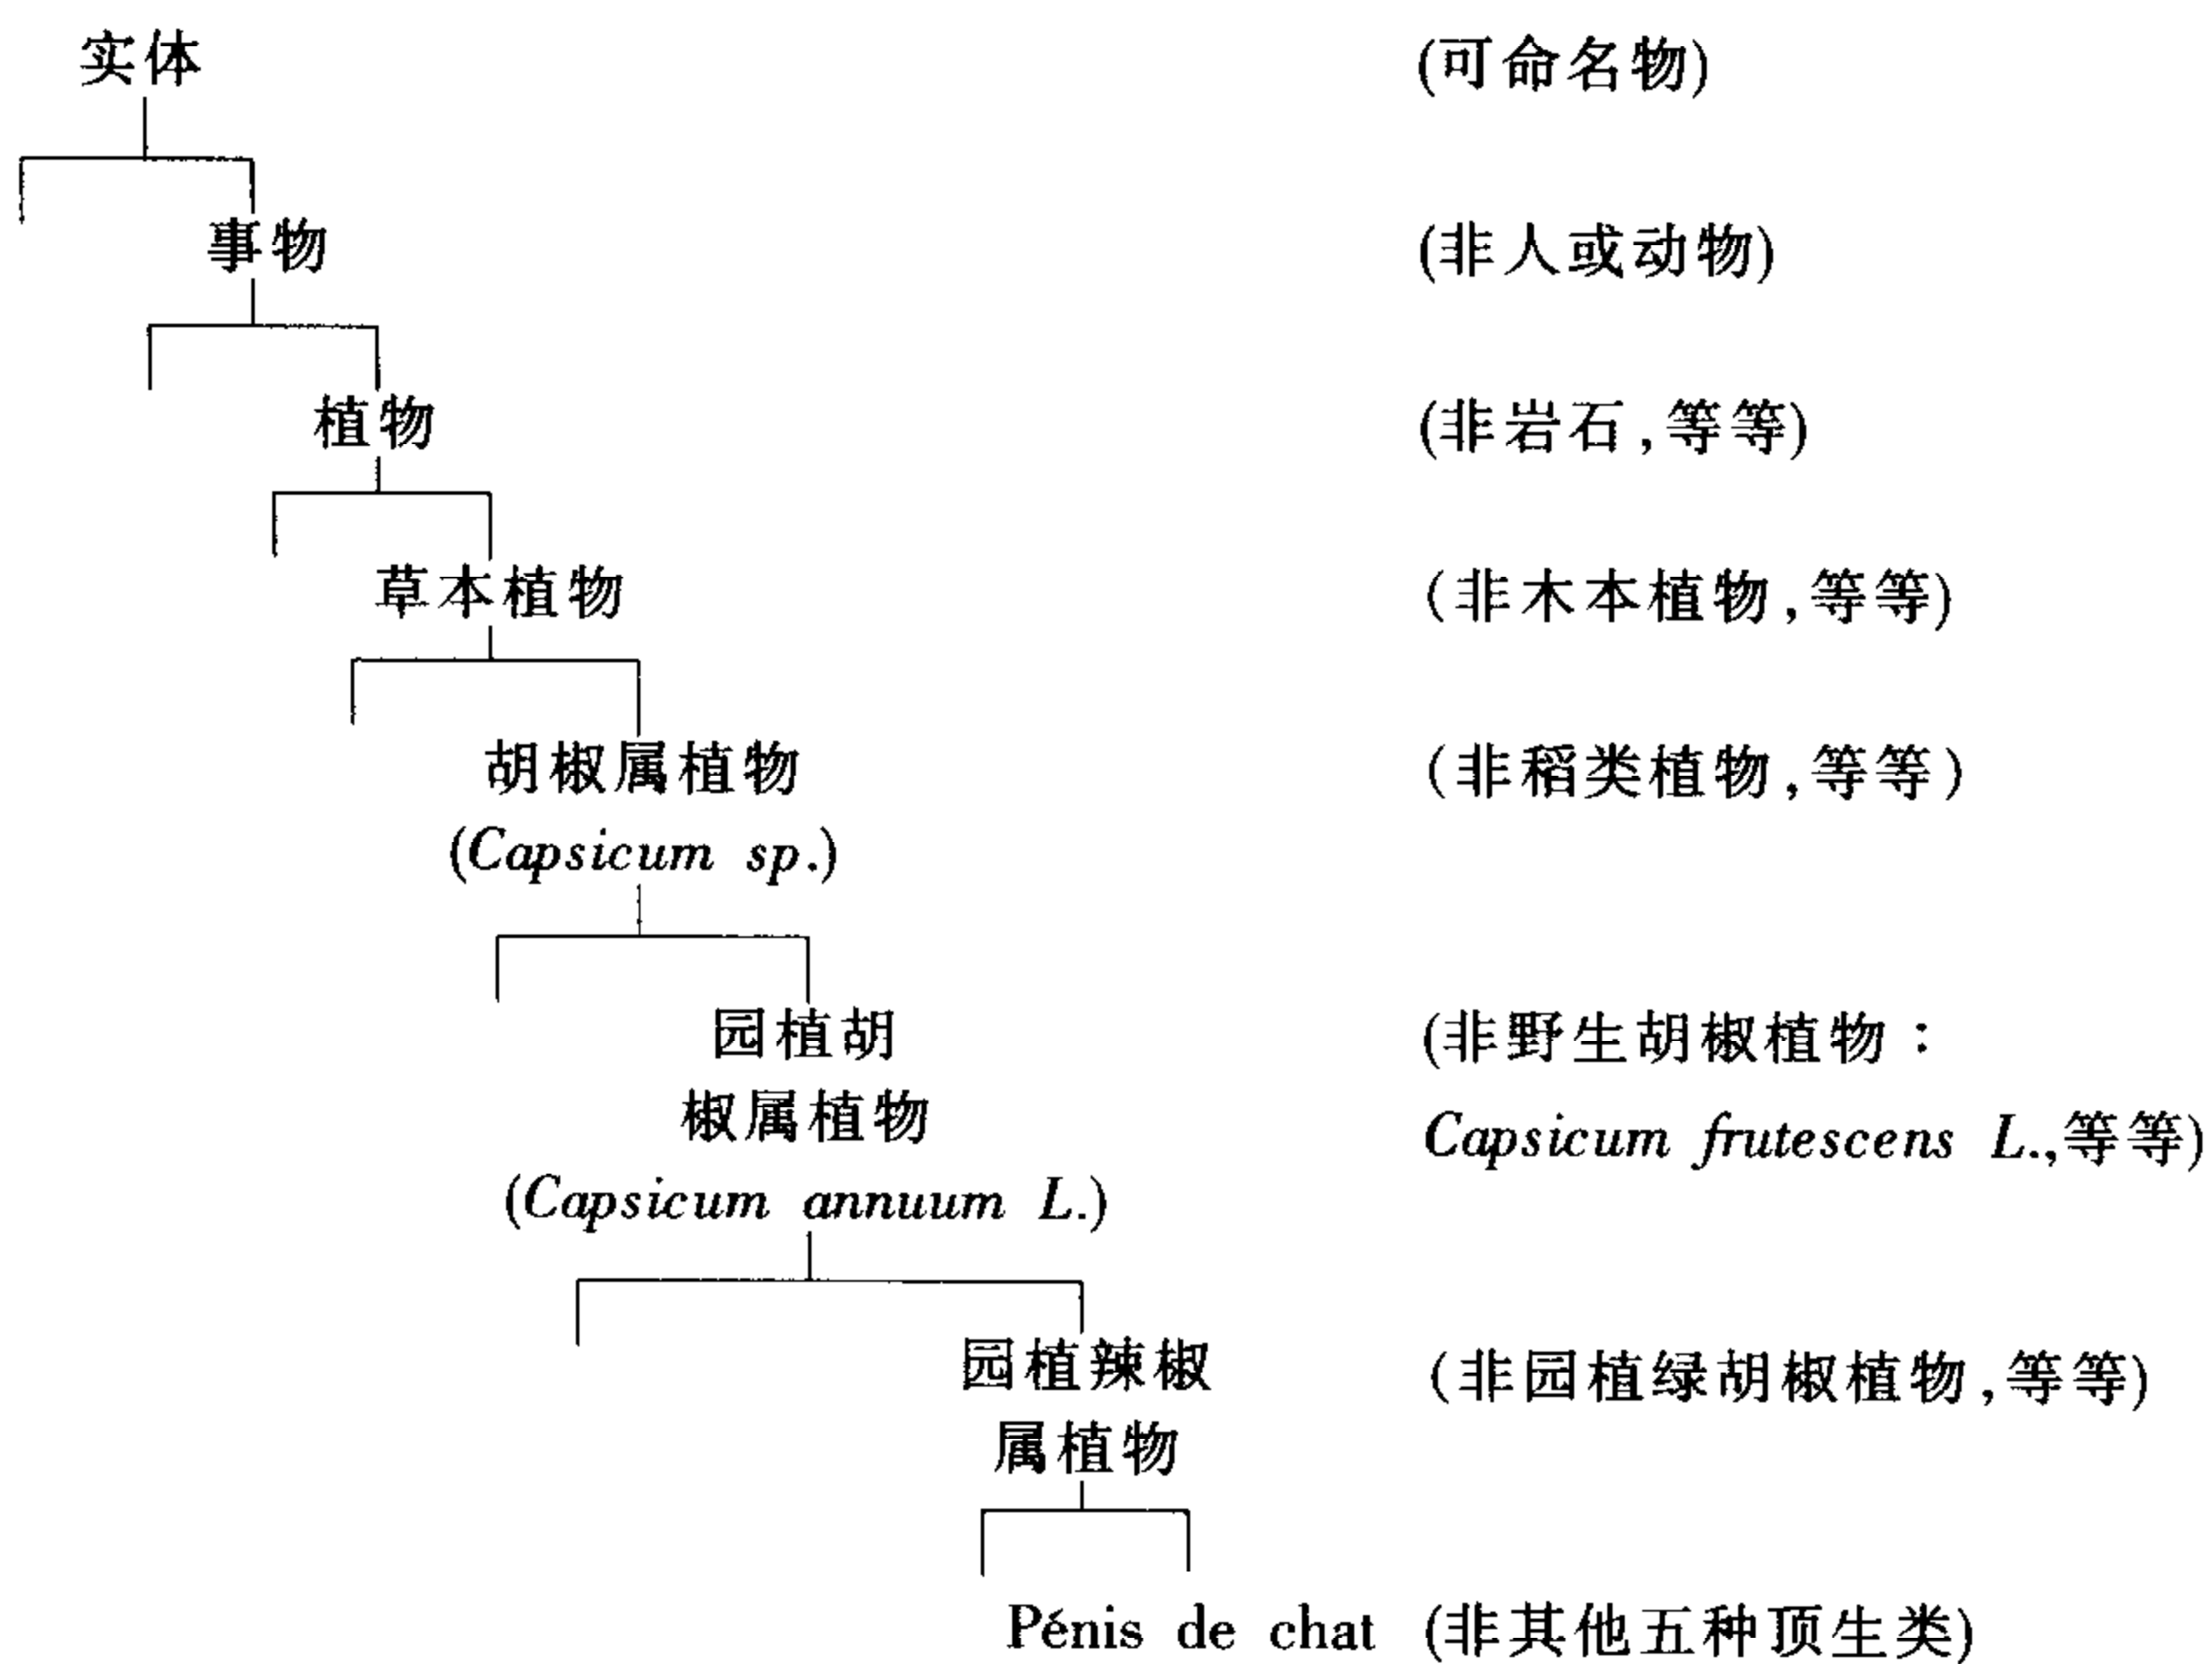 实体 (可命名物)
事物 (非人或动物)
植物 (非岩石,等等)
草本植物 (非木本植物,等等)
胡椒属植物 (非稻类植物,等等)
(Capsicum sp.)
园植胡 (非野生胡椒植物:
椒属植物 Capsicum frutescens L.,等等)
(Capsicum annuum L.)
园植辣椒 (非园植绿胡椒植物,等等)
属植物
Pénis de chat (非其他五种顶生类)